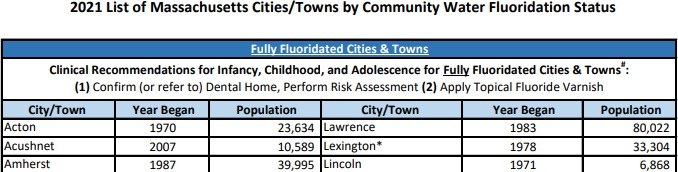 2021 List of Massachusetts Cities/Towns by Community Water Fluoridation Status
Fully Fluoridated Cities & Towns
Clinical Recommendations for Infancy, Childhood, and Adolescence for Fully Fluoridated Cities & Towns#:
(1) Confirm (or refer to) Dental Home, Perform Risk Assessment (2) Apply Topical Fluoride Varnish
City/Town Year Began Population City/Town Year Began Population
Acton 1970 23,634 Lawrence 1983 80,022
Acushnet 2007 10,589 Lexington* 1978 33,304
Amherst 1987 39,995 Lincoln 1971 6,868